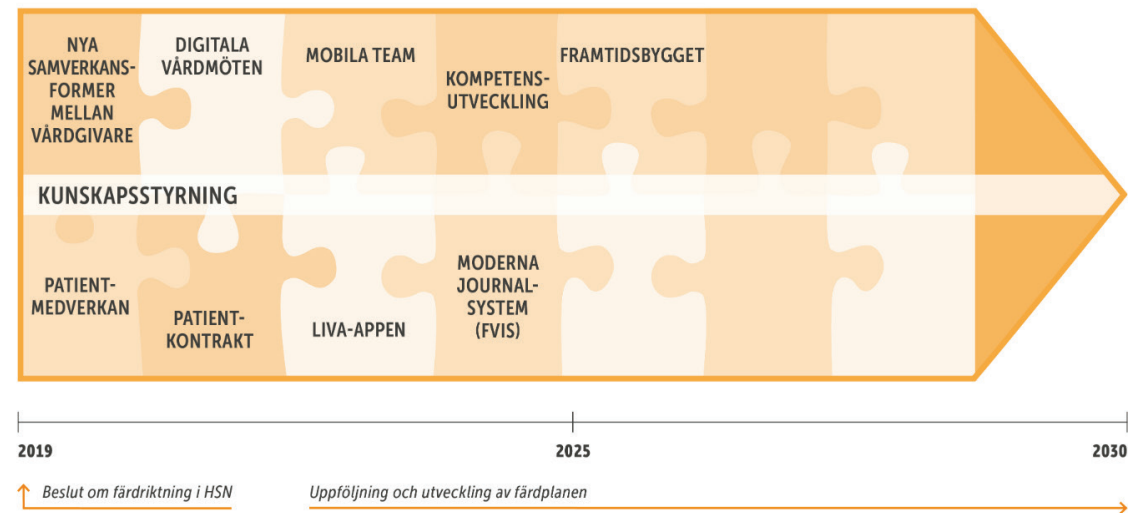 NYA
SAMVERKANS-
FORMER
MELLAN
VÅRDGIVARE
DIGITALA
VÅRDMÖTEN
MOBILA TEAM
KOMPETENS-
UTVECKLING
FRAMTIDSBYGGET
KUNSKAPSSTYRNING
PATIENT-
MEDVERKAN
PATIENT-
KONTRAKT
LIVA-APPEN
MODERNA
JOURNAL-
SYSTEM
(FVIS)
2019
2025
2030
Beslut om färdriktning i HSN
Uppföljning och utveckling av färdplanen